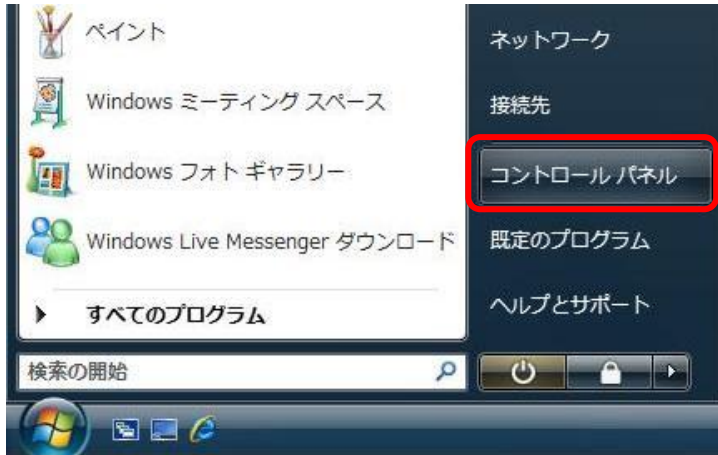 ペイント
Windows ミーティング スペース
Windows フォト ギャラリー
Windows Live Messenger ダウンロード
すべてのプログラム
検索の開始
ネットワーク
接続先
コントロール パネル
既定のプログラム
ヘルプとサポート